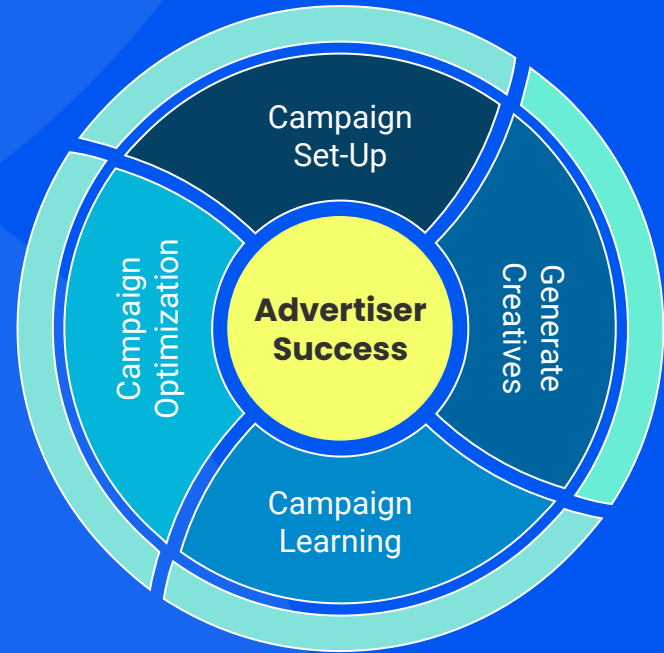 Campaign
Set-Up
Generate
Creatives
Campaign
Learning
Campaign
Optimization
Advertiser
Success